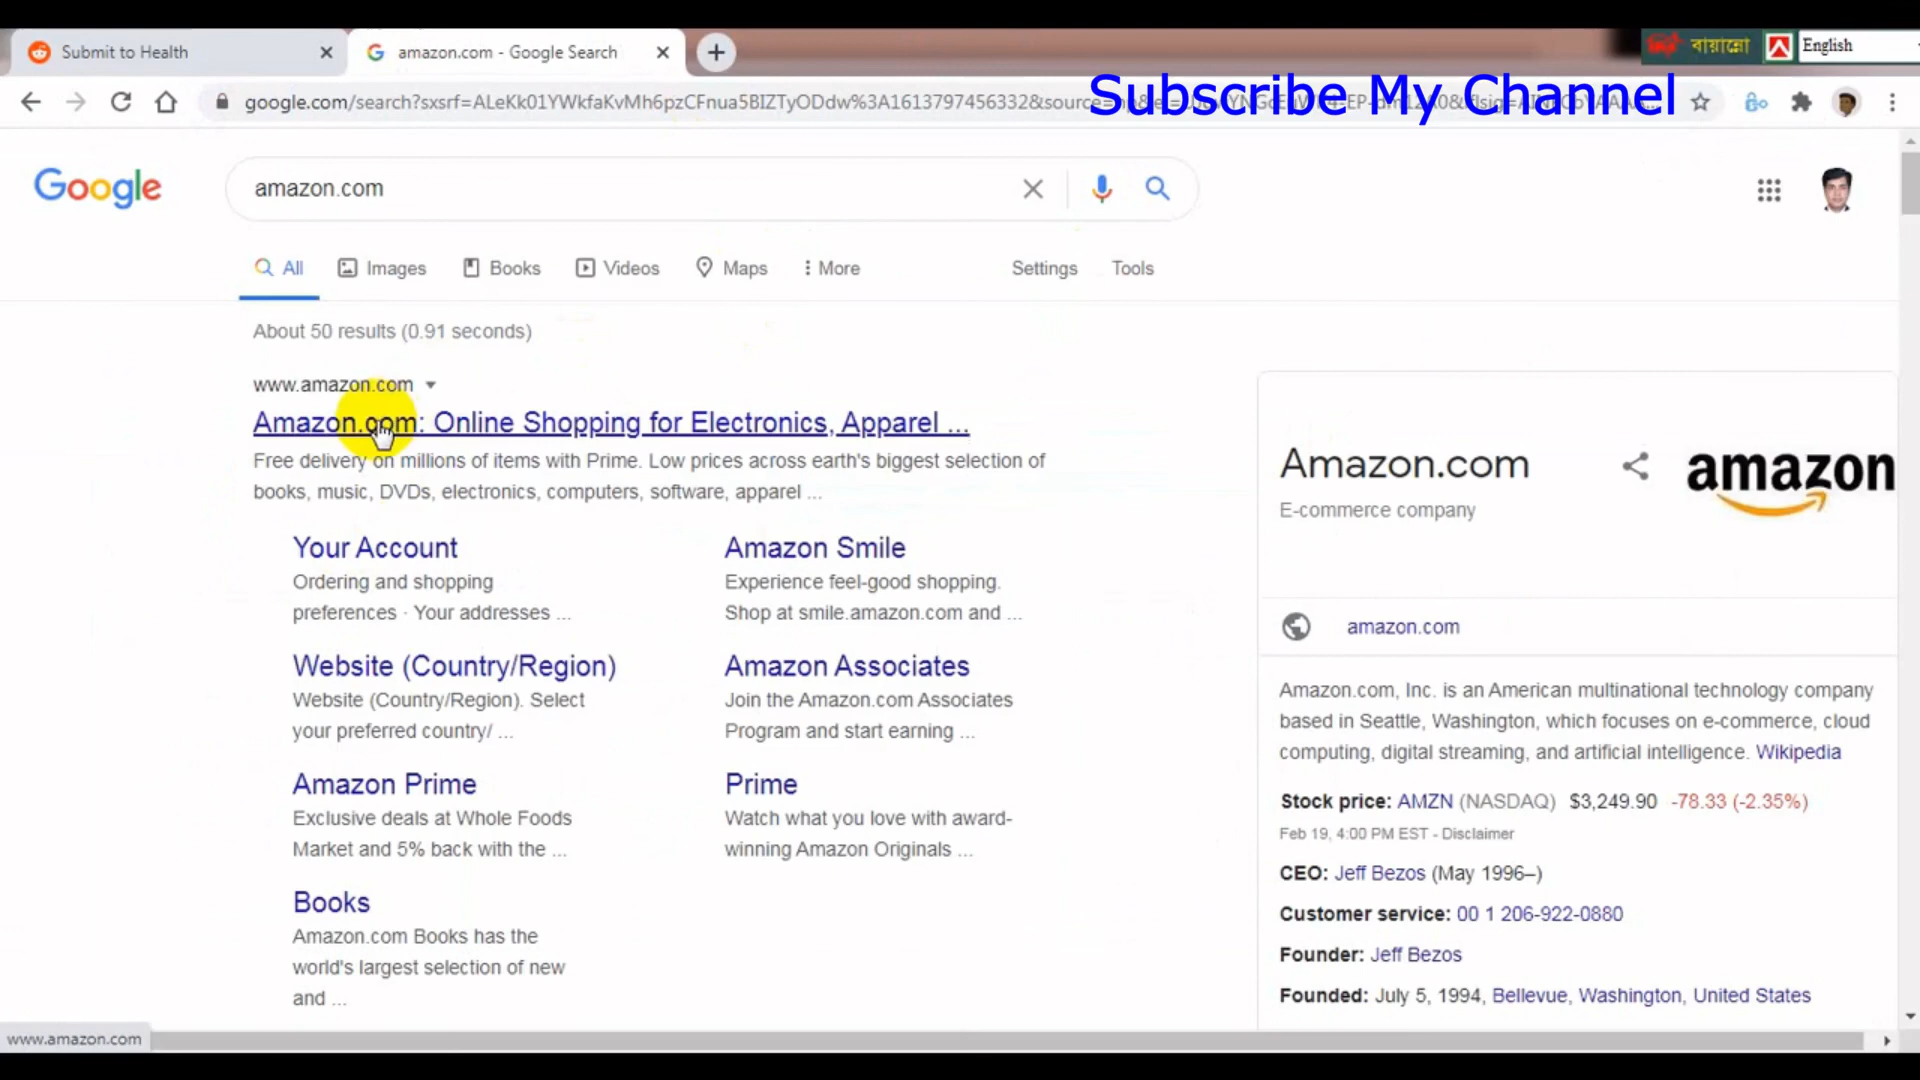 Submit to Health
amazon.com - Google Search
বায়ান্নো
English
Subscribe My Channel
google.com/search?sxsrf=ALeKk01YWkfaKvMh6pzCFnua5BIZTyODdw%3A1613797456332&source=
Google
amazon.com
All
Images
Books
Videos
Maps
More
Settings
Tools
About 50 results (0.91 seconds)
www.amazon.com
Amazon.com: Online Shopping for Electronics, Apparel ...
Free delivery on millions of items with Prime. Low prices across earth's biggest selection of
books, music, DVDs, electronics, computers, software, apparel ...
Your Account
Ordering and shopping
preferences · Your addresses ...
Amazon Smile
Experience feel-good shopping.
Shop at smile.amazon.com and ...
Website (Country/Region)
Website (Country/Region). Select
your preferred country/ ...
Amazon Associates
Join the Amazon.com Associates
Program and start earning ...
Amazon Prime
Exclusive deals at Whole Foods
Market and 5% back with the ...
Prime
Watch what you love with award-
winning Amazon Originals ...
Books
Amazon.com Books has the
world's largest selection of new
and ...
Amazon.com
E-commerce company
amazon
amazon.com
Amazon.com, Inc. is an American multinational technology company
based in Seattle, Washington, which focuses on e-commerce, cloud
computing, digital streaming, and artificial intelligence. Wikipedia
Stock price: AMZN (NASDAQ) $3,249.90 -78.33 (-2.35%)
Feb 19, 4:00 PM EST - Disclaimer
CEO: Jeff Bezos (May 1996–)
Customer service: 00 1 206-922-0880
Founder: Jeff Bezos
Founded: July 5, 1994, Bellevue, Washington, United States
www.amazon.com